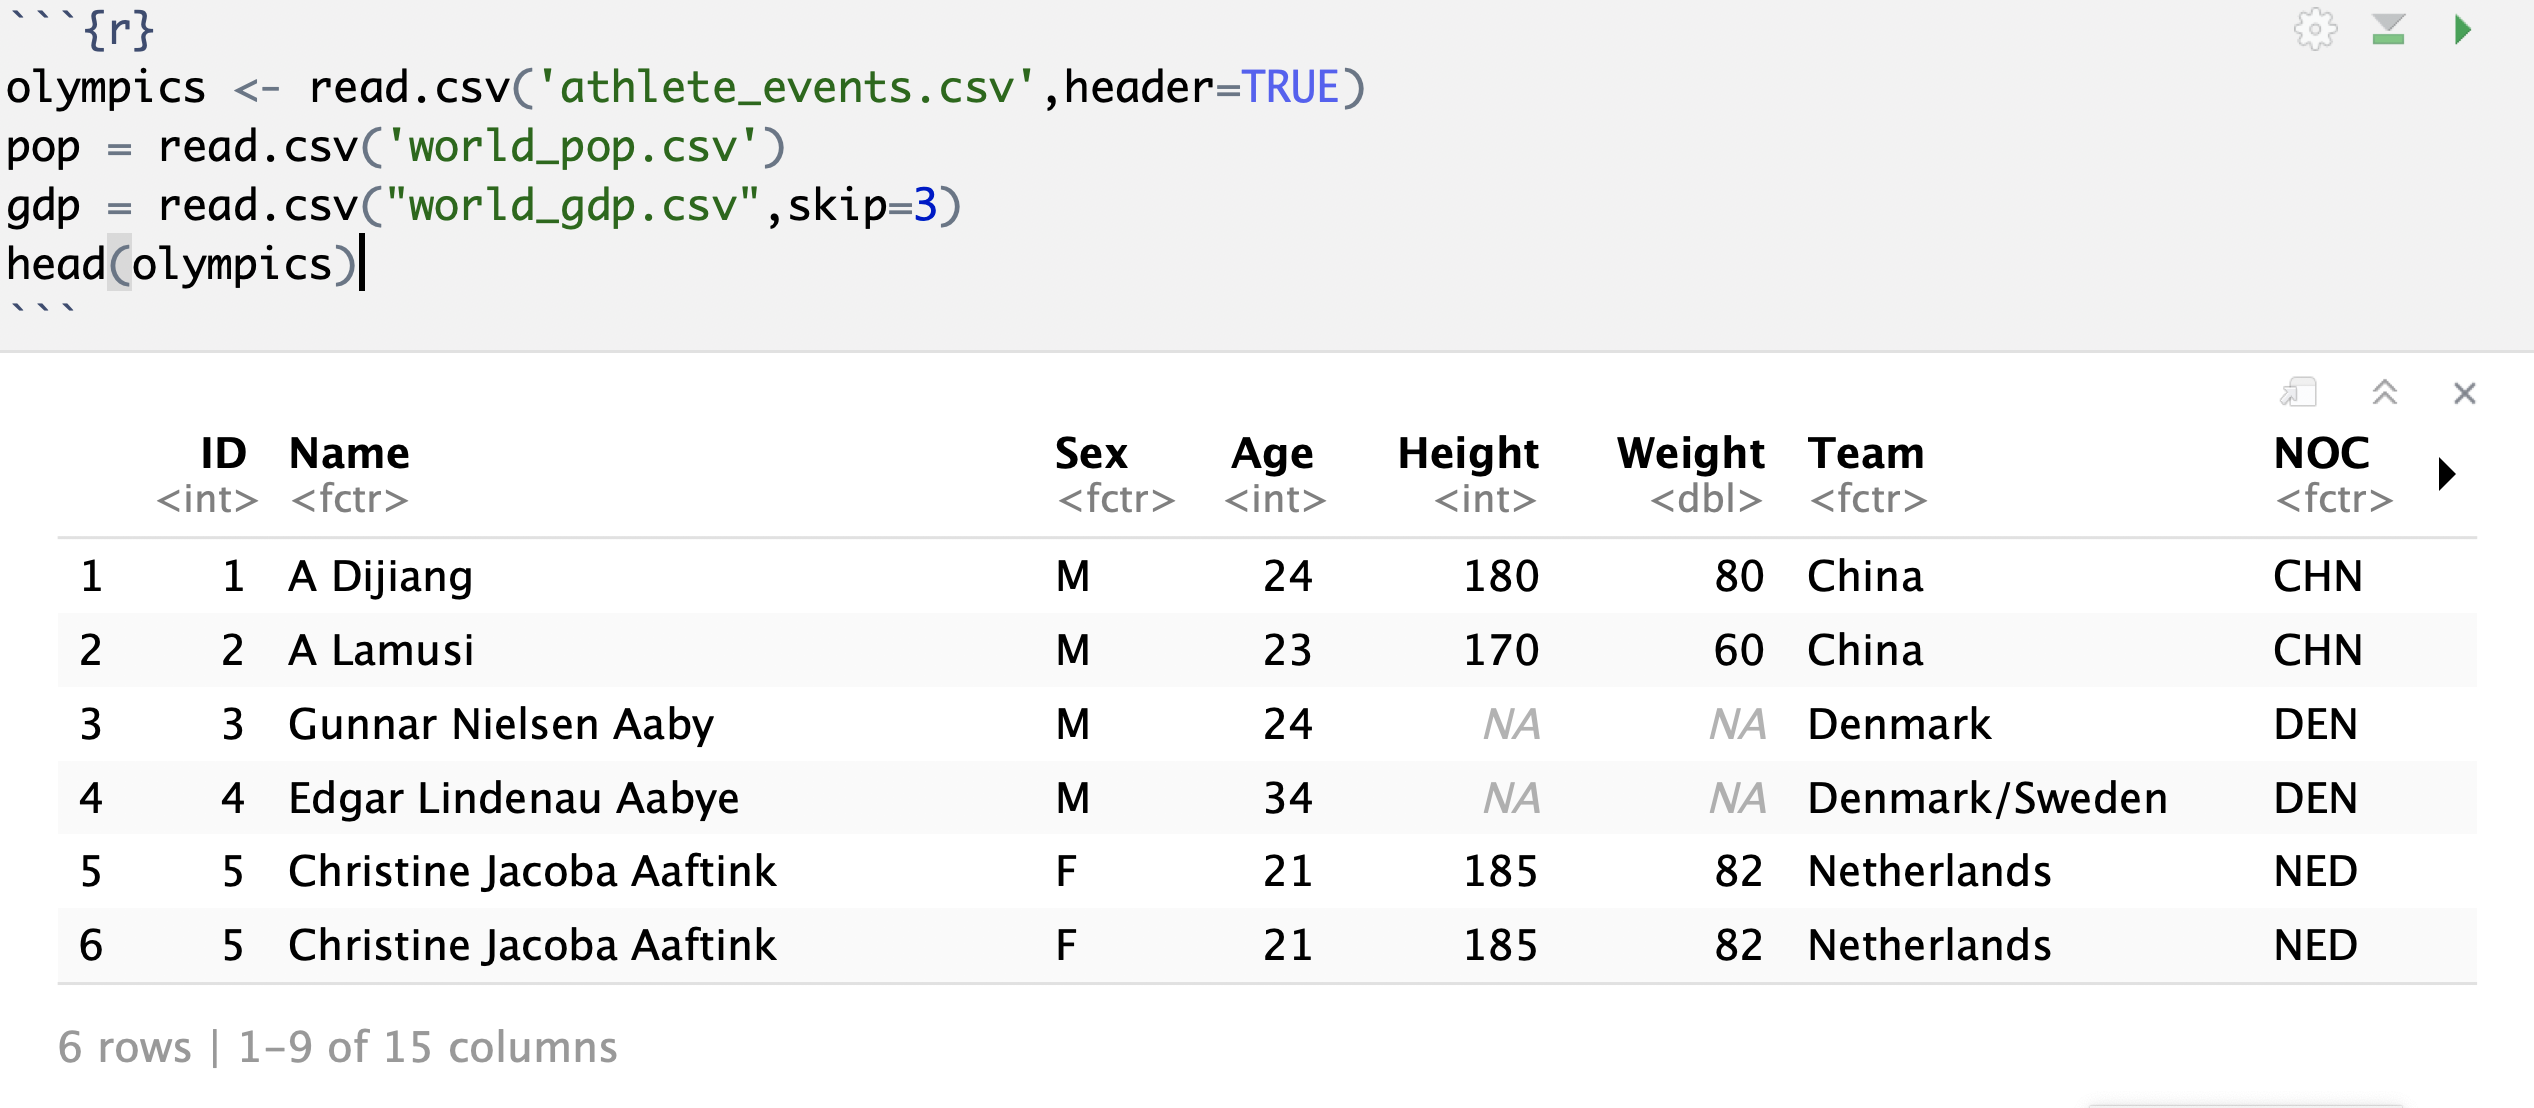 ```{r}
olympics <- read.csv('athlete_events.csv',header=TRUE)
pop = read.csv('world_pop.csv')
gdp = read.csv("world_gdp.csv",skip=3)
head(olympics)
```
ID Name Sex Age Height Weight Team NOC
<int> <fctr> <fctr> <int> <int> <dbl> <fctr> <fctr>
1 1 A Dijiang M 24 180 80 China CHN
2 2 A Lamusi M 23 170 60 China CHN
3 3 Gunnar Nielsen Aaby M 24 NA NA Denmark DEN
4 4 Edgar Lindenau Aabye M 34 NA NA Denmark/Sweden DEN
5 5 Christine Jacoba Aaftink F 21 185 82 Netherlands NED
6 5 Christine Jacoba Aaftink F 21 185 82 Netherlands NED
6 rows | 1–9 of 15 columns